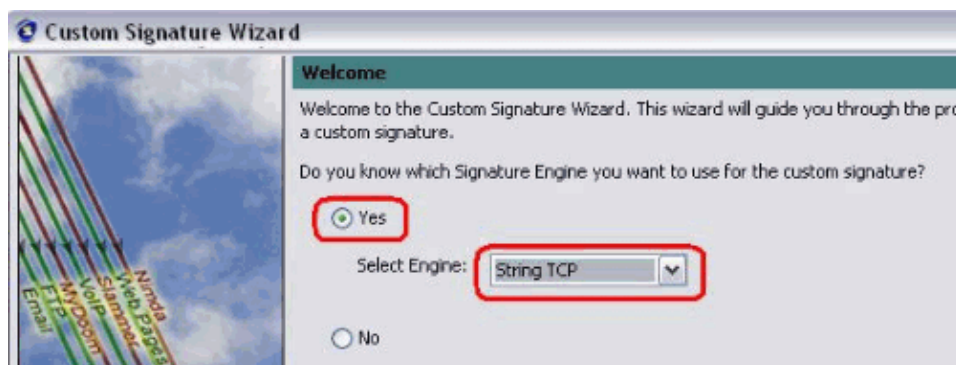 Custom Signature Wizard
Welcome
Welcome to the Custom Signature Wizard. This wizard will guide you through the pro
a custom signature.
Do you know which Signature Engine you want to use for the custom signature?
Yes
Select Engine: String TCP
No
Email
FTP
MyDoom
VoIP
Slammer
Web Pages
Nimda